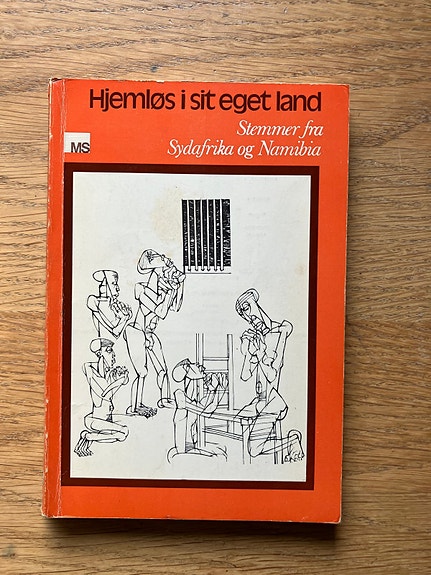 Hjemløs i sit eget land
Stemmer fra
Sydafrika og Namibia
MS